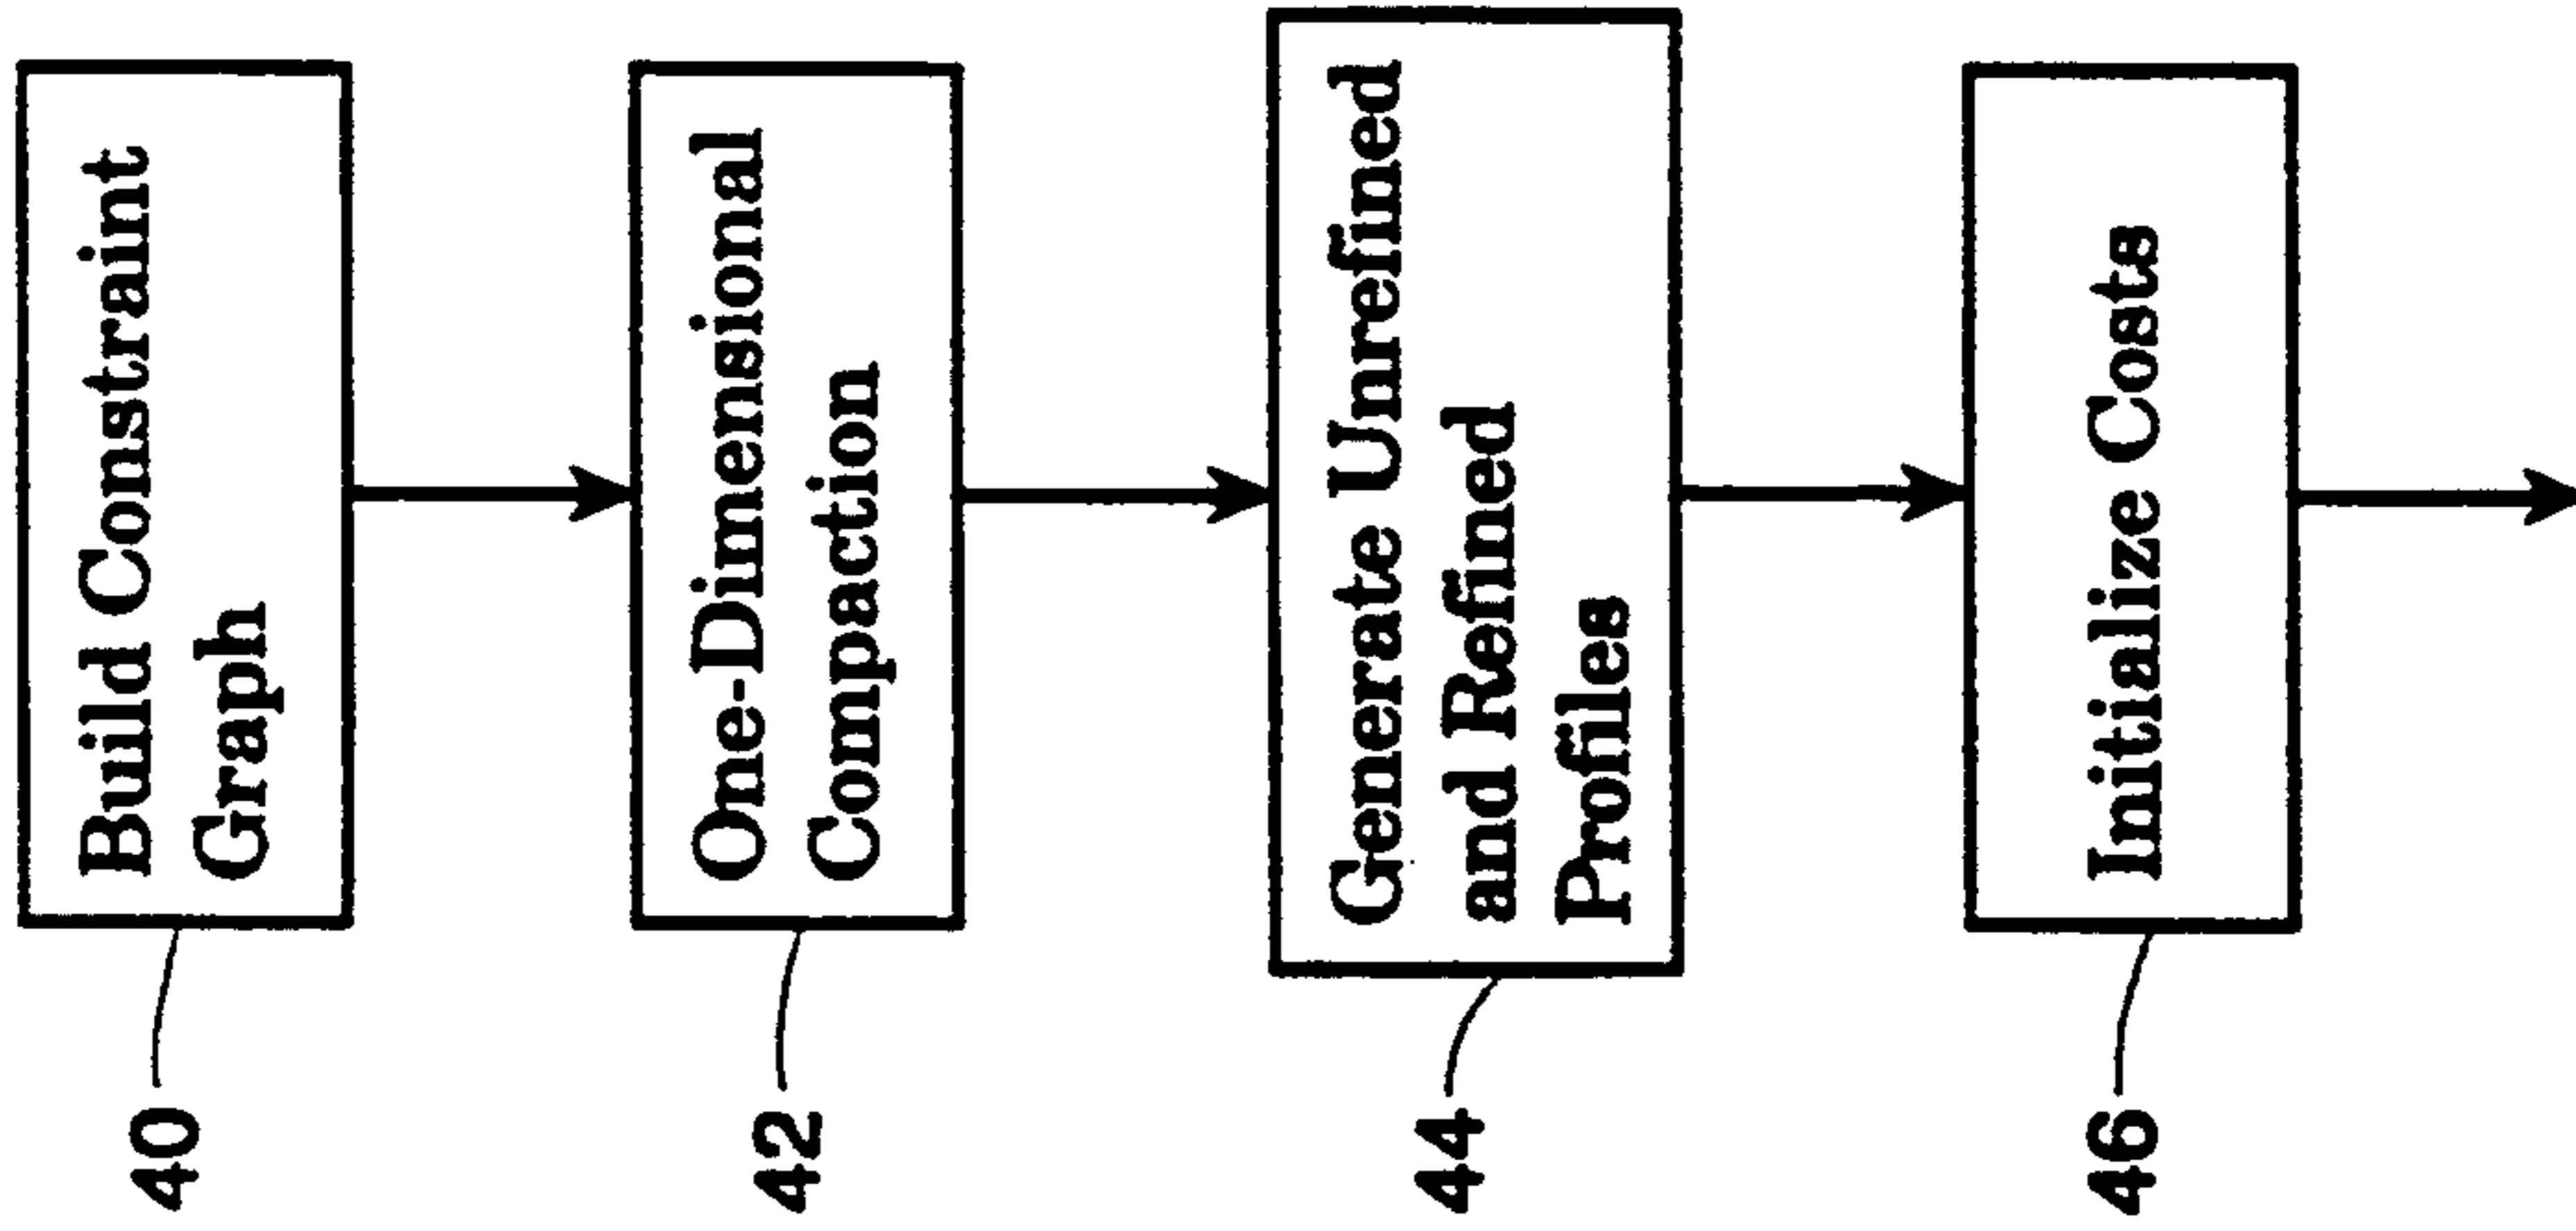 40
Build Constraint
Graph
42
One-Dimensional
Compaction
44
Generate Unrefined
and Refined
Profiles
46
Initialize Costs